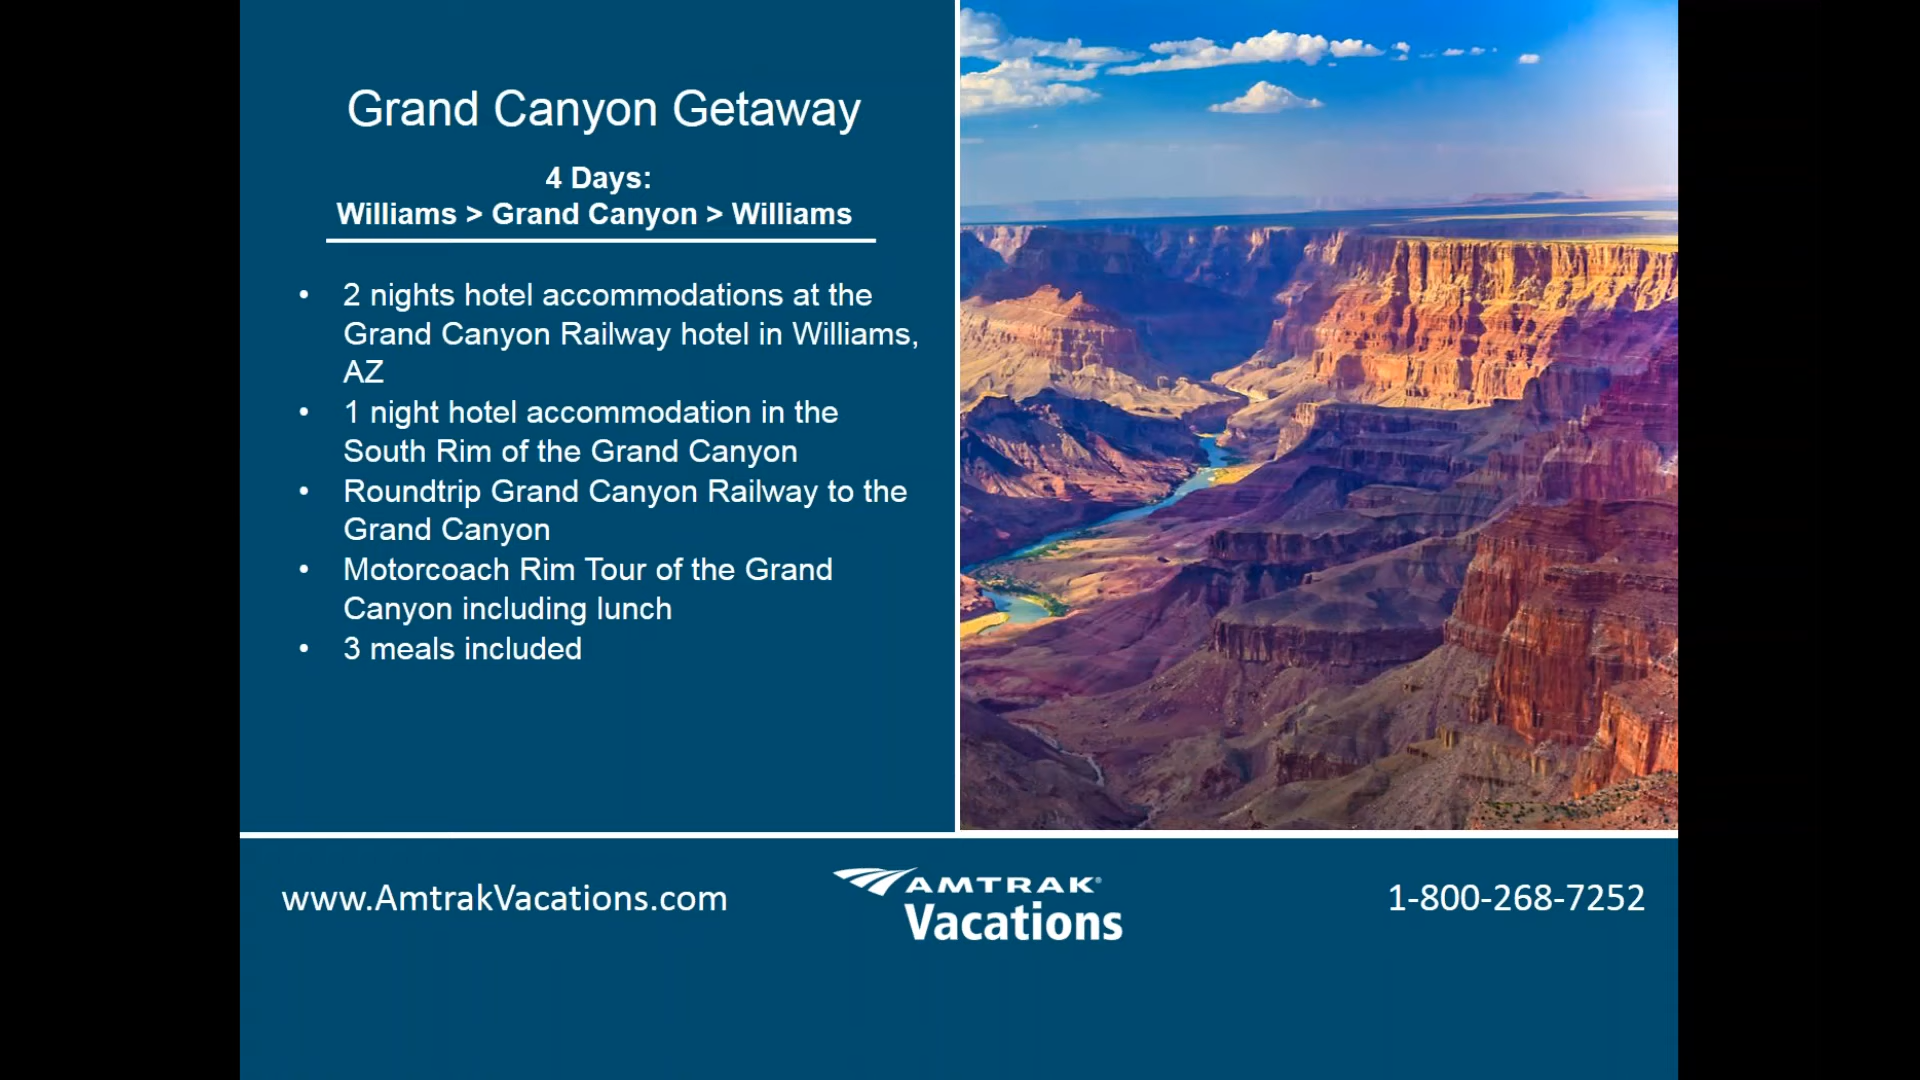 Grand Canyon Getaway
4 Days:
Williams > Grand Canyon > Williams
• 2 nights hotel accommodations at the
Grand Canyon Railway hotel in Williams,
AZ
• 1 night hotel accommodation in the
South Rim of the Grand Canyon
• Roundtrip Grand Canyon Railway to the
Grand Canyon
• Motorcoach Rim Tour of the Grand
Canyon including lunch
• 3 meals included
www.AmtrakVacations.com
AMTRAK®
Vacations
1-800-268-7252